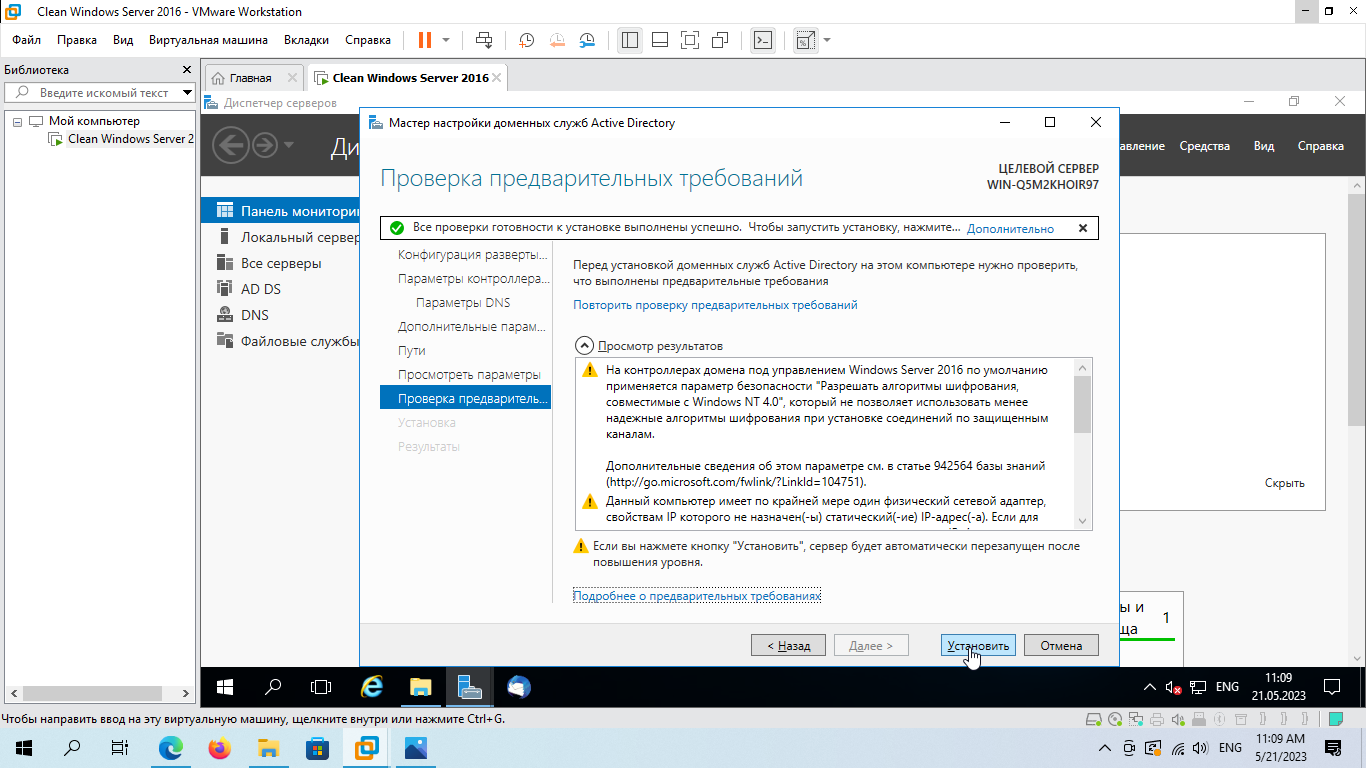 Clean Windows Server 2016 - VMware Workstation
Файл Правка Вид Виртуальная машина Вкладки Справка
Библиотека
Введите искомый текст
Мой компьютер
Clean Windows Server 2
Главная
Clean Windows Server 2016
Диспетчер серверов
Ди
авление Средства Вид Справка
Панель мониторин
Локальный сервер
Все серверы
AD DS
DNS
Файловые службы
Мастер настройки доменных служб Active Directory
Проверка предварительных требований
ЦЕЛЕВОЙ СЕРВЕР
WIN-Q5M2KHOIR97
Все проверки готовности к установке выполнены успешно. Чтобы запустить установку, нажмите... Дополнительно
Конфигурация разверты...
Параметры контроллера...
Параметры DNS
Дополнительные парам...
Пути
Просмотреть параметры
Проверка предваритель...
Установка
Результаты
Перед установкой доменных служб Active Directory на этом компьютере нужно проверить,
что выполнены предварительные требования
Повторить проверку предварительных требований
Просмотр результатов
На контроллерах домена под управлением Windows Server 2016 по умолчанию
применяется параметр безопасности "Разрешать алгоритмы шифрования,
совместимые с Windows NT 4.0", который не позволяет использовать менее
надежные алгоритмы шифрования при установке соединений по защищенным
каналам.
Дополнительные сведения об этом параметре см. в статье 942564 базы знаний
(http://go.microsoft.com/fwlink/?LinkId=104751).
Данный компьютер имеет по крайней мере один физический сетевой адаптер,
свойствам IP которого не назначен(-ы) статический(-ие) IP-адрес(-а). Если для
Если вы нажмете кнопку "Установить", сервер будет автоматически перезапущен после
повышения уровня.
Подробнее о предварительных требованиях
< Назад Далее > Установить Отмена
Скрыть
ы и
ща
1
ENG
11:09
21.05.2023
Чтобы направить ввод на эту виртуальную машину, щелкните внутри или нажмите Ctrl+G.
ENG
11:09 AM
5/21/2023